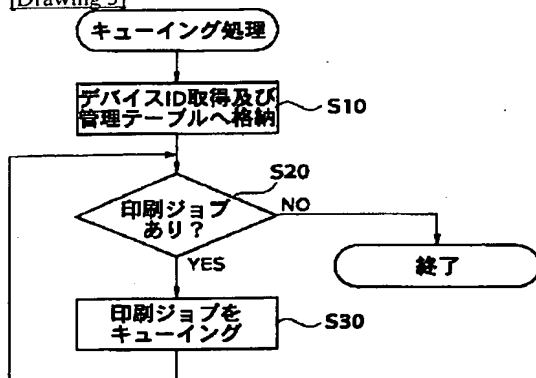 [Drawing 3]
キューイング処理
デバイスID取得及び
管理テーブルへ格納
S10
S20
印刷ジョブ
あり？
NO
YES
終了
印刷ジョブを
キューイング
S30